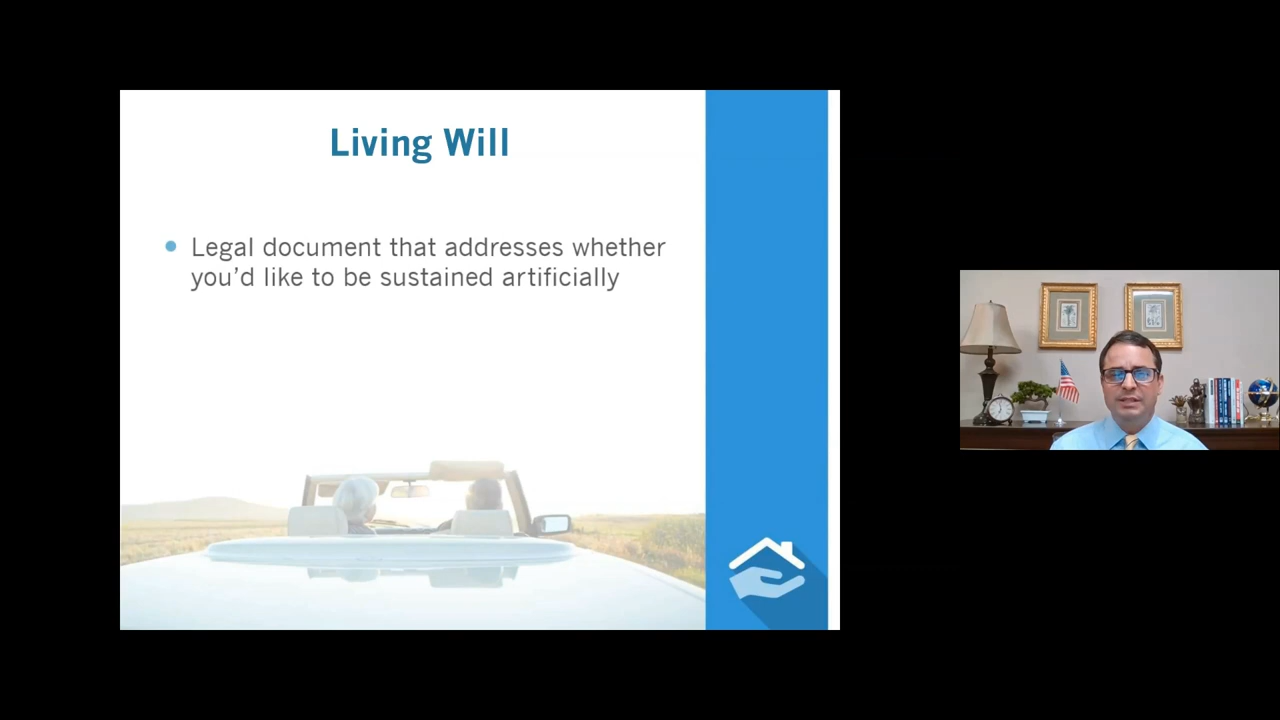 Living Will
Legal document that addresses whether
you'd like to be sustained artificially